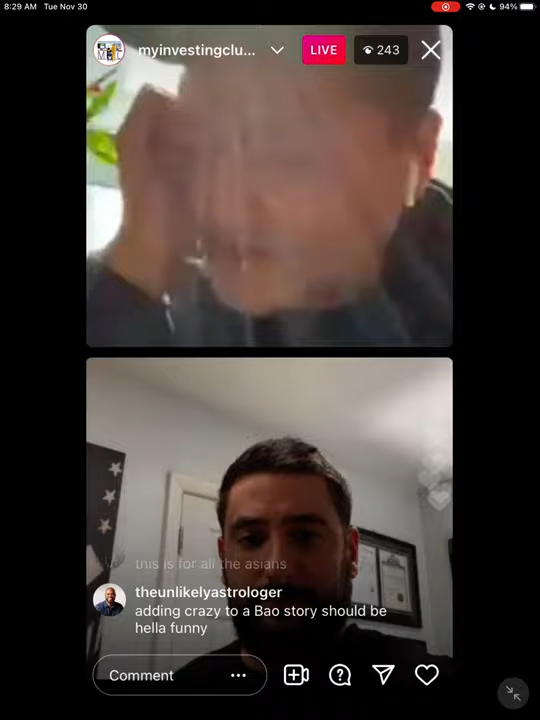 8:29 AM Tue Nov 30
94%
myinvestingclu...
LIVE
243
this is for all the asians
theunlikelyastrologer
adding crazy to a Bao story should be
hella funny
Comment